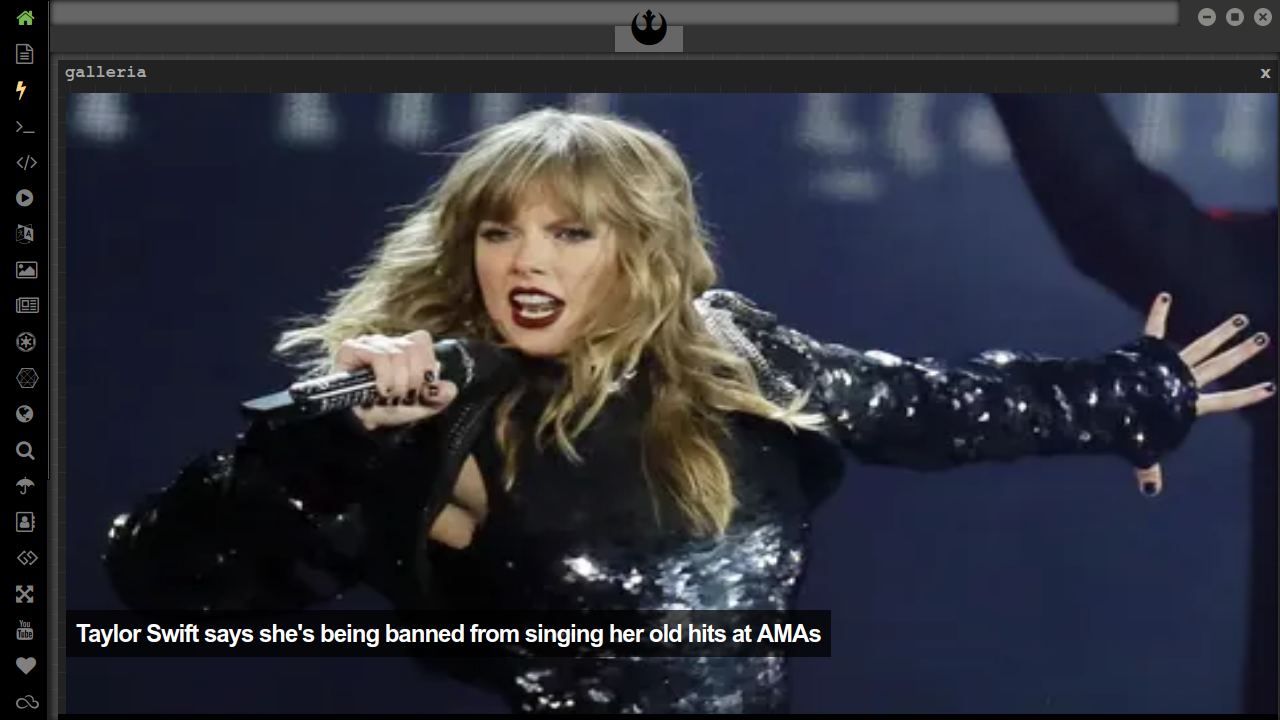 galleria
x
Taylor Swift says she's being banned from singing her old hits at AMAs
You
Tube